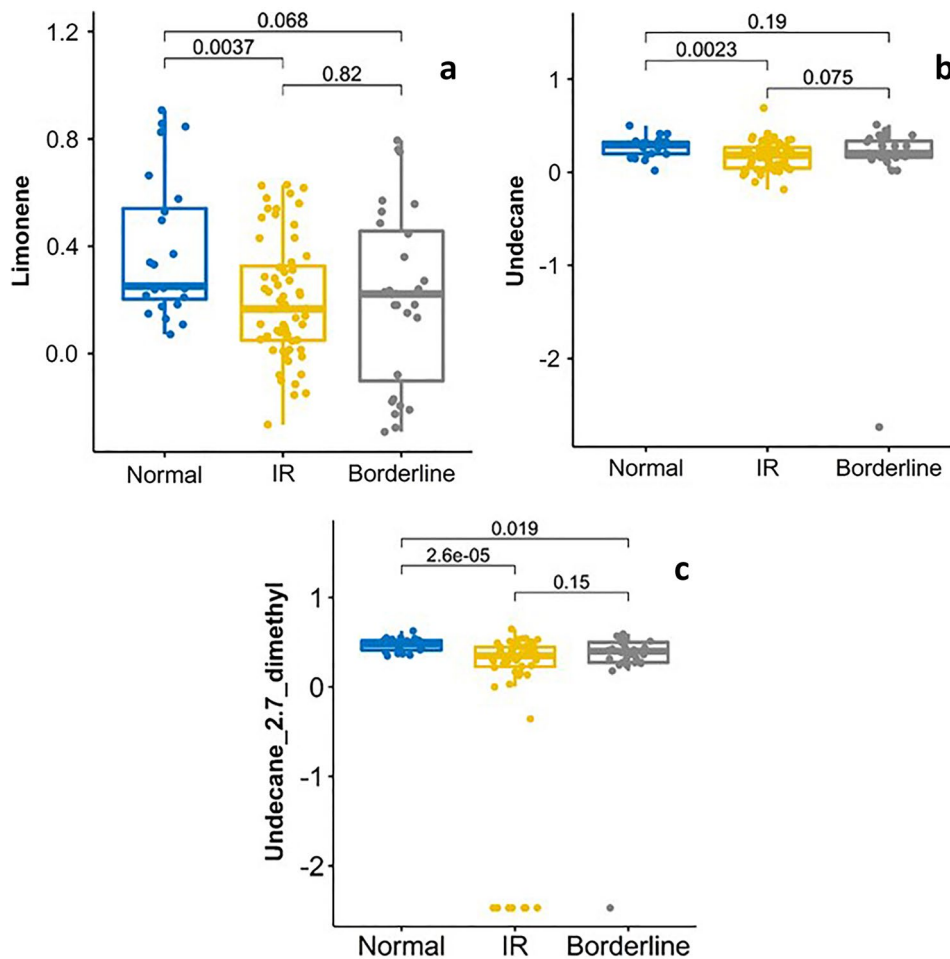 a
0.068
0.0037
0.82
1.2
0.8
0.4
0.0
Limonene
Normal IR Borderline
b
0.19
0.0023
0.075
1
0
-1
-2
Undecane
Normal IR Borderline
c
0.019
2.6e-05
0.15
1
0
-1
-2
Undecane_2.7_dimethyl
Normal IR Borderline